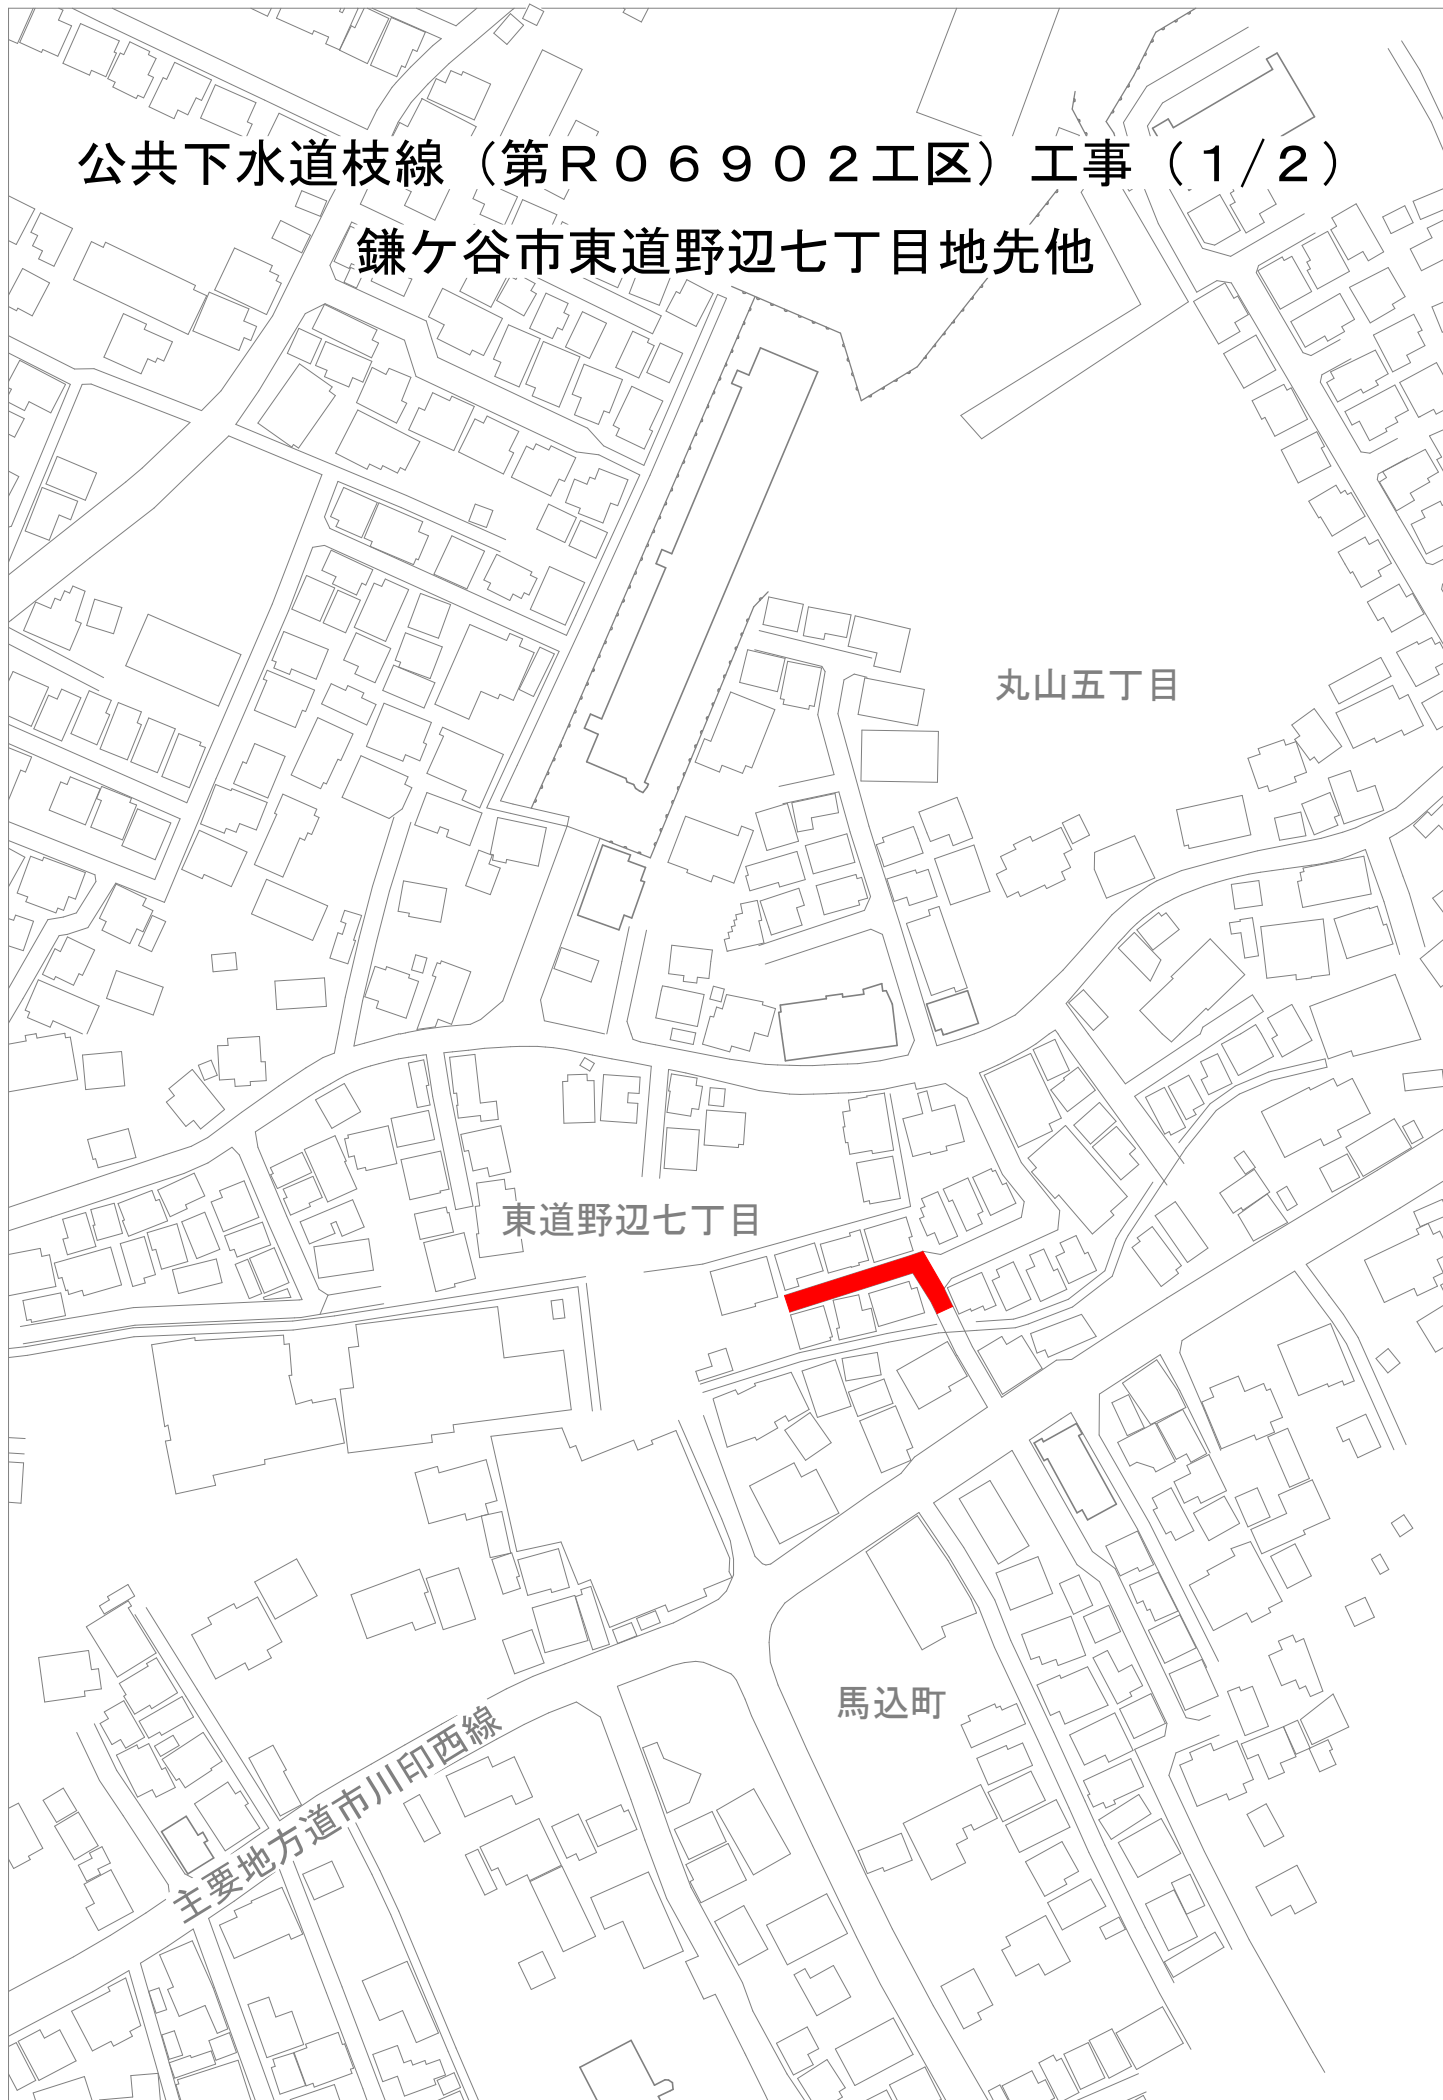 公共下水道枝線（第Ｒ０６９０２工区）工事（１/２）
鎌ケ谷市東道野辺七丁目地先他
丸山五丁目
東道野辺七丁目
馬込町
主要地方道市川印西線